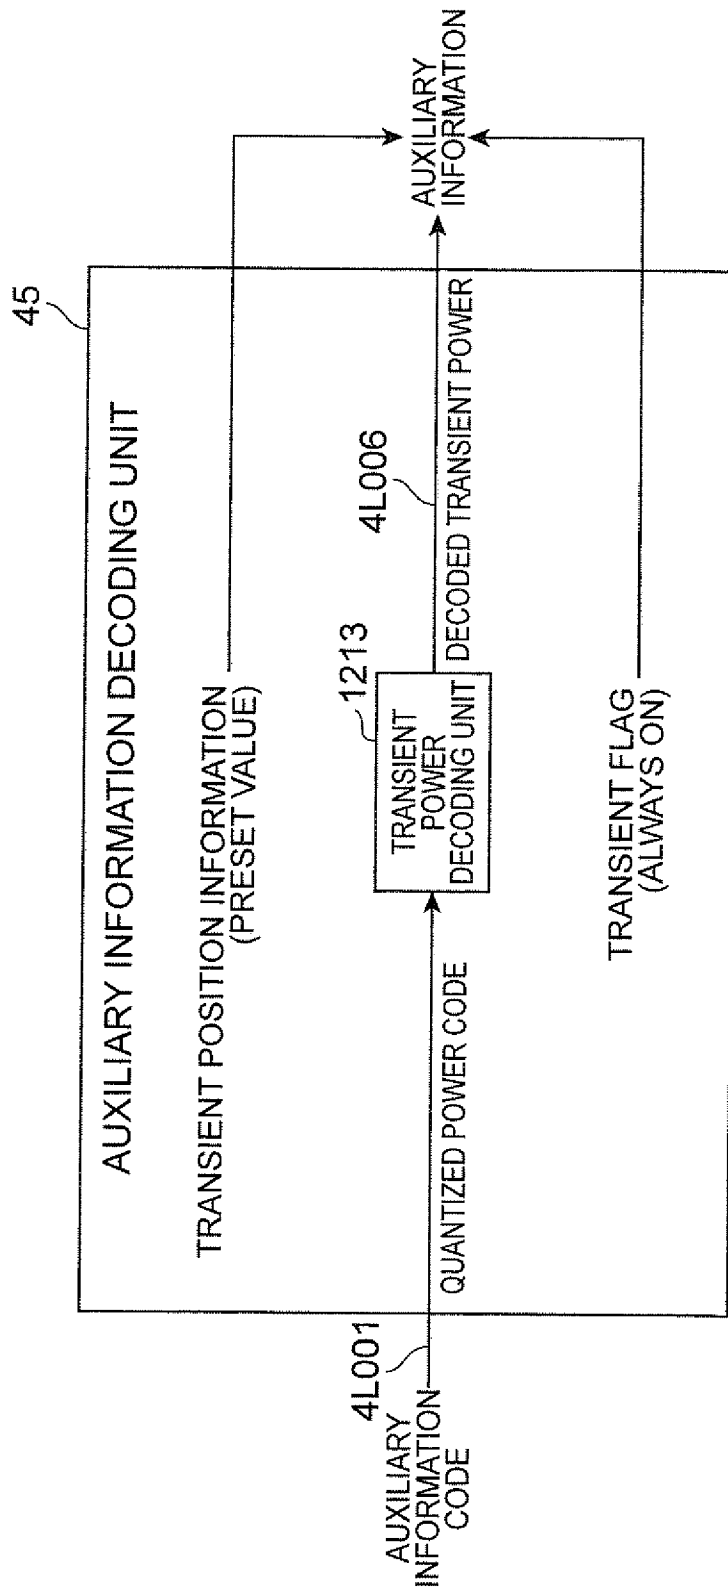 45
AUXILIARY INFORMATION DECODING UNIT
TRANSIENT POSITION INFORMATION
(PRESET VALUE)
AUXILIARY
INFORMATION
CODE
4L001
QUANTIZED POWER CODE
1213
TRANSIENT
POWER
DECODING UNIT
4L006
DECODED TRANSIENT POWER
AUXILIARY
INFORMATION
TRANSIENT FLAG
(ALWAYS ON)